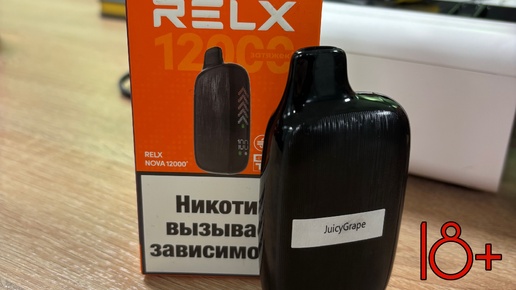 RELX
12000
RELX
NOVA 12000
Никоти
вызыва
зависимо
JuicyGrape
18+